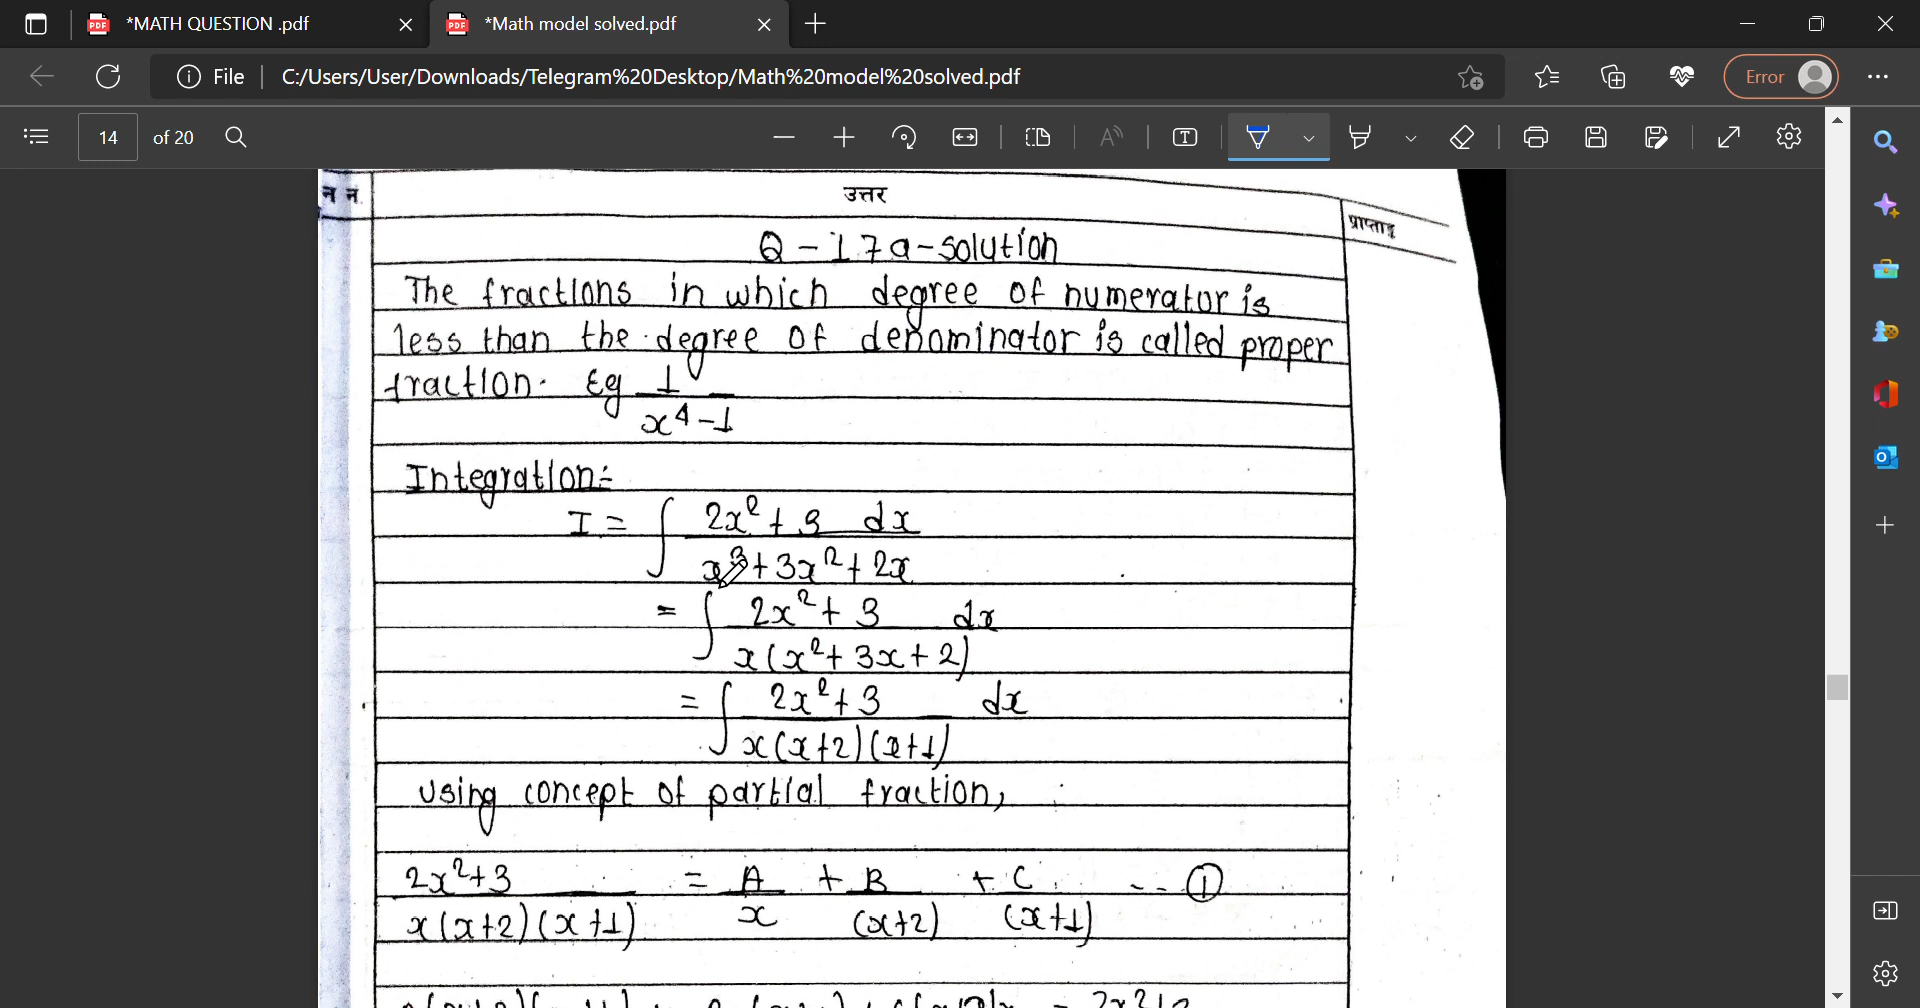 *MATH QUESTION .pdf
*Math model solved.pdf
File C:/Users/User/Downloads/Telegram%20Desktop/Math%20model%20solved.pdf
Error
14 of 20
न न. उत्तर
प्राप्ताङ्क
Q - 17a - solution
The fractions in which degree of numerator is
less than the degree of denominator is called proper
fraction. Eg 1
x⁴-1
Integration:-
I = ∫ 2x²+3 dx
x³+3x²+2x
= ∫ 2x²+3 dx
x(x²+3x+2)
= ∫ 2x²+3 dx
x(x+2)(x+1)
using concept of partial fraction,
2x²+3 = A + B + C -- ①
x(x+2)(x+1) x (x+2) (x+1)